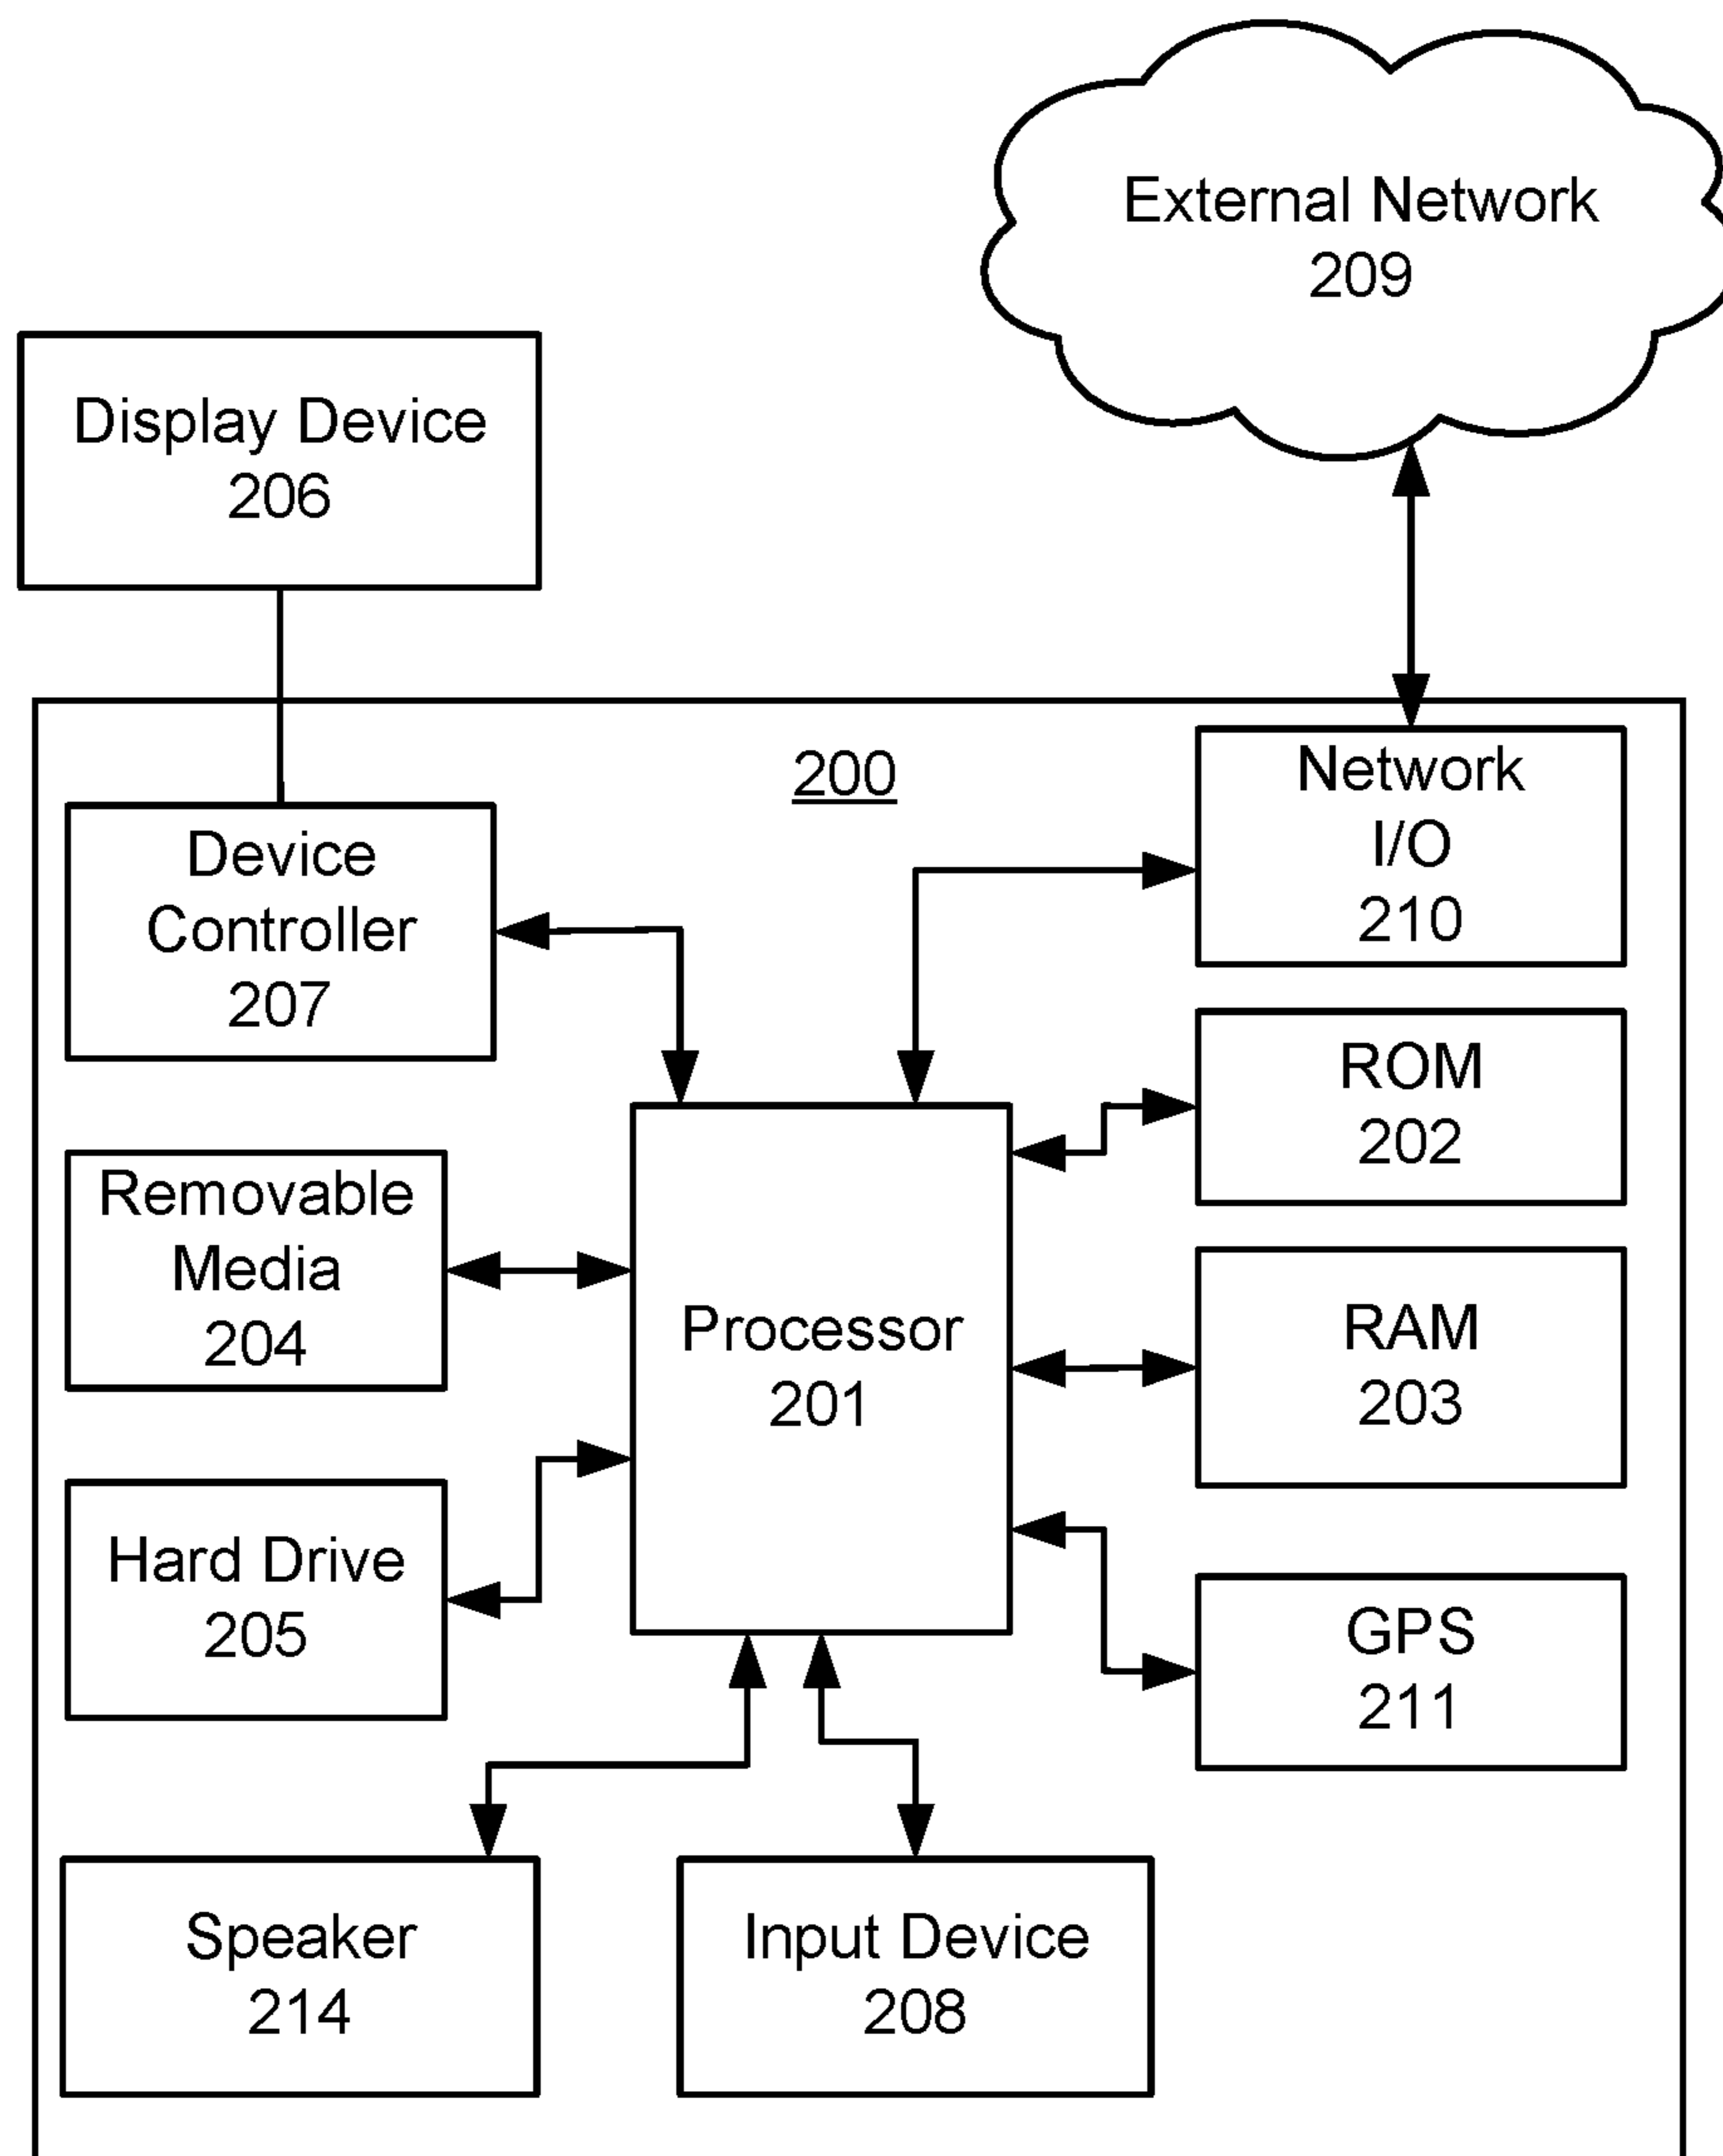 External Network
209
Display Device
206
200
Network
I/O
210
Device
Controller
207
ROM
202
Removable
Media
204
Processor
201
RAM
203
Hard Drive
205
GPS
211
Speaker
214
Input Device
208